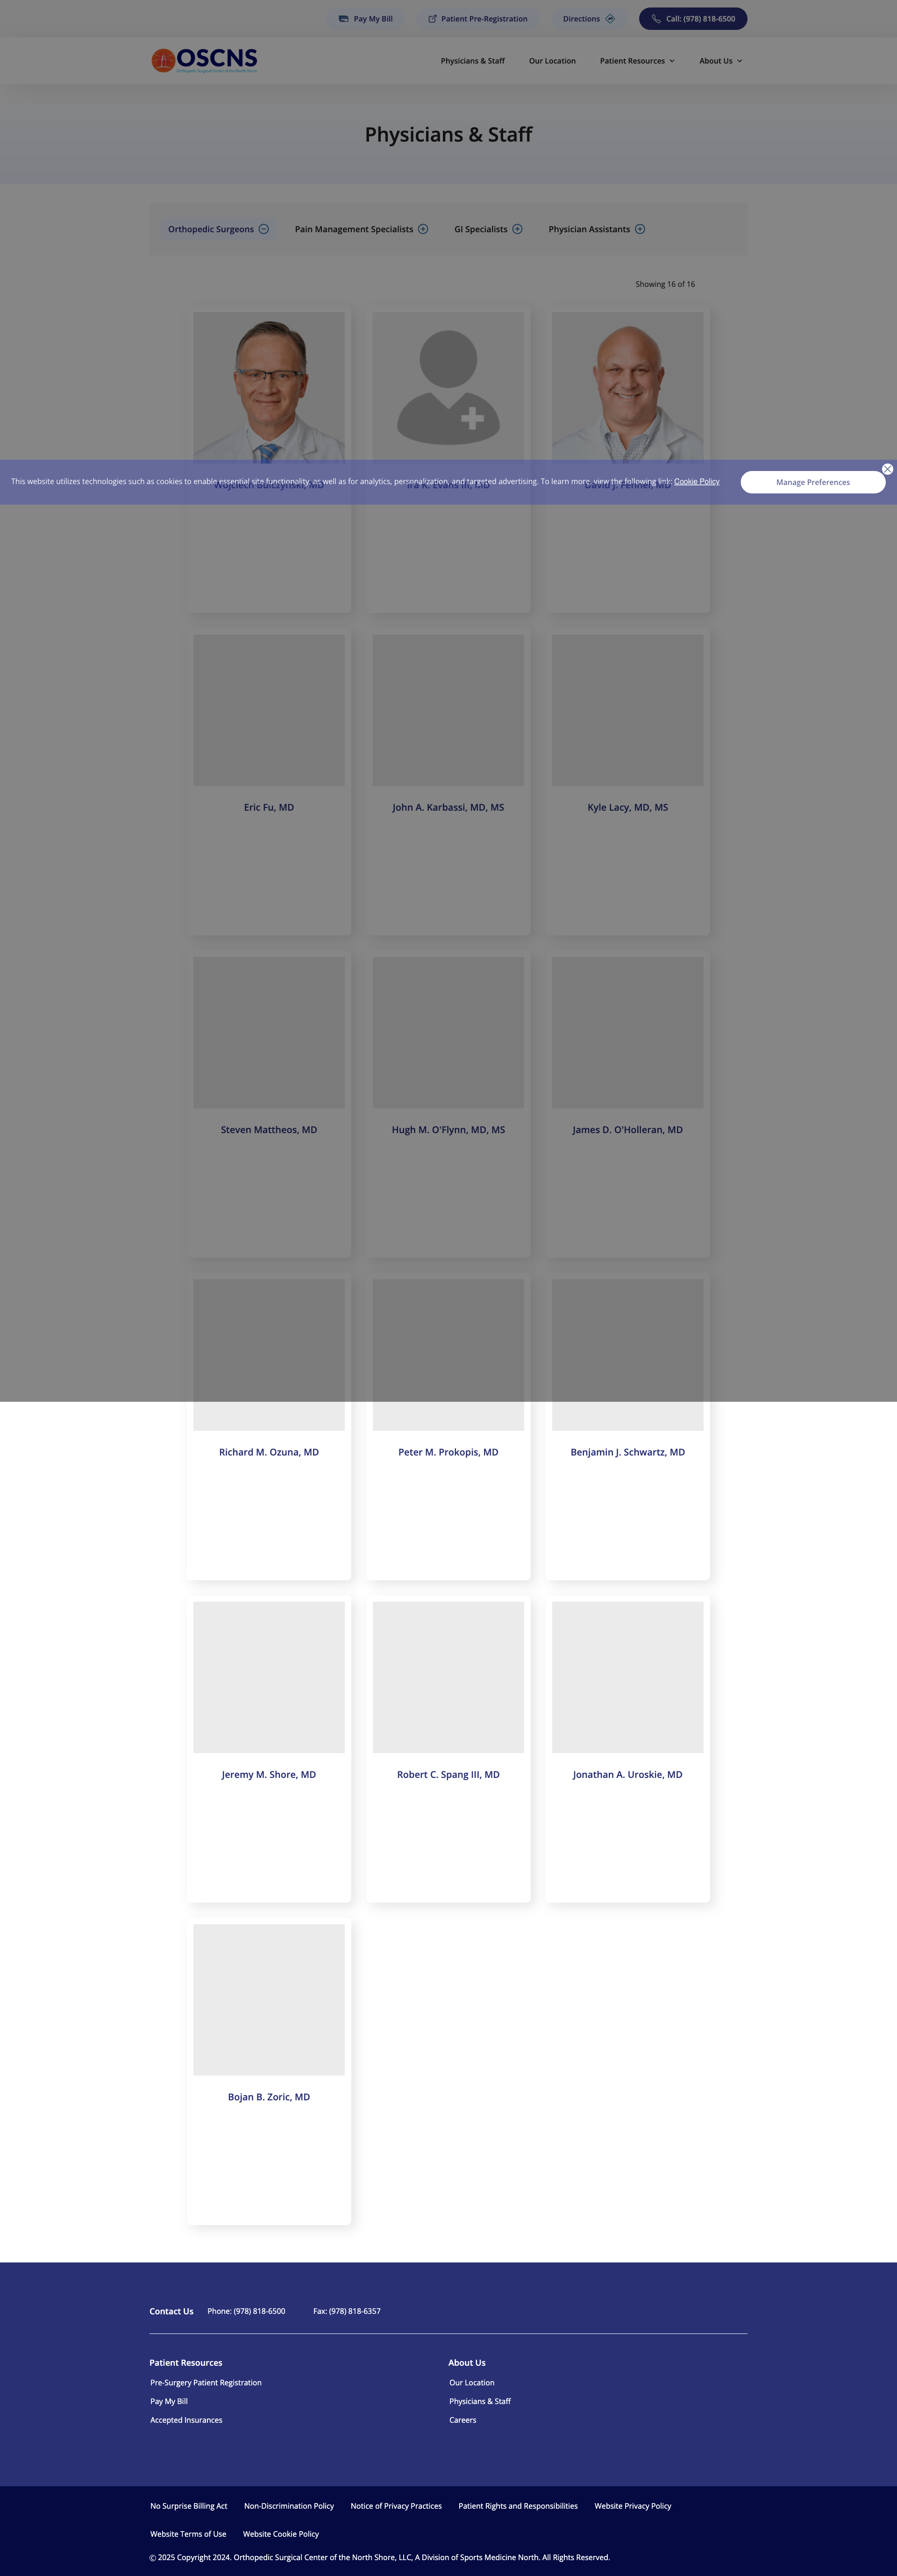 Pay My Bill
Patient Pre-Registration
Directions
Call: (978) 818-6500
OSCNS
Orthopedic Surgical Center of the North Shore
Physicians & Staff
Our Location
Patient Resources
About Us
Physicians & Staff
Orthopedic Surgeons
Pain Management Specialists
GI Specialists
Physician Assistants
Showing 16 of 16
This website utilizes technologies such as cookies to enable essential site functionality, as well as for analytics, personalization, and targeted advertising. To learn more, view the following link: Cookie Policy
Manage Preferences
Wojciech Bulczynski, MD
Ira K. Evans III, MD
David J. Fehnel, MD
Eric Fu, MD
John A. Karbassi, MD, MS
Kyle Lacy, MD, MS
Steven Mattheos, MD
Hugh M. O'Flynn, MD, MS
James D. O'Holleran, MD
Richard M. Ozuna, MD
Peter M. Prokopis, MD
Benjamin J. Schwartz, MD
Jeremy M. Shore, MD
Robert C. Spang III, MD
Jonathan A. Uroskie, MD
Bojan B. Zoric, MD
Contact Us
Phone: (978) 818-6500
Fax: (978) 818-6357
Patient Resources
Pre-Surgery Patient Registration
Pay My Bill
Accepted Insurances
About Us
Our Location
Physicians & Staff
Careers
No Surprise Billing Act
Non-Discrimination Policy
Notice of Privacy Practices
Patient Rights and Responsibilities
Website Privacy Policy
Website Terms of Use
Website Cookie Policy
© 2025 Copyright 2024. Orthopedic Surgical Center of the North Shore, LLC, A Division of Sports Medicine North. All Rights Reserved.